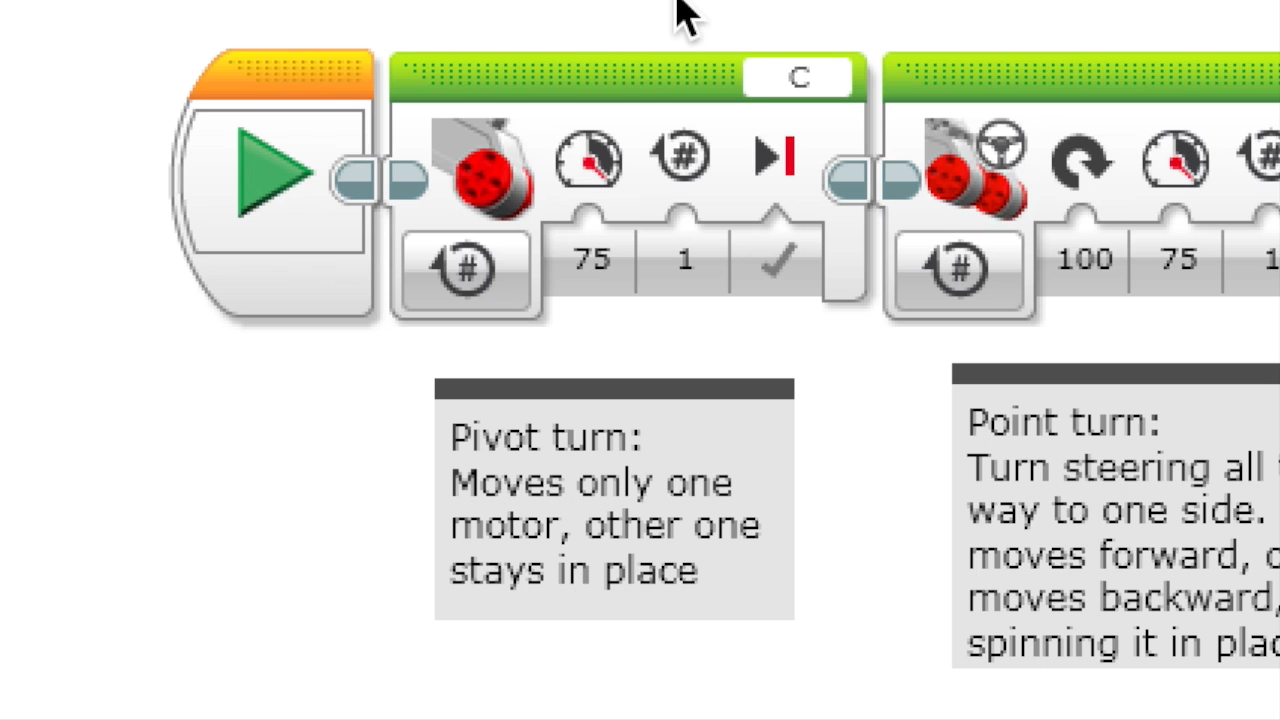 C
#
#
# 75 1
# 100 75 1
Pivot turn:
Moves only one
motor, other one
stays in place
Point turn:
Turn steering all
way to one side.
moves forward,
moves backward,
spinning it in